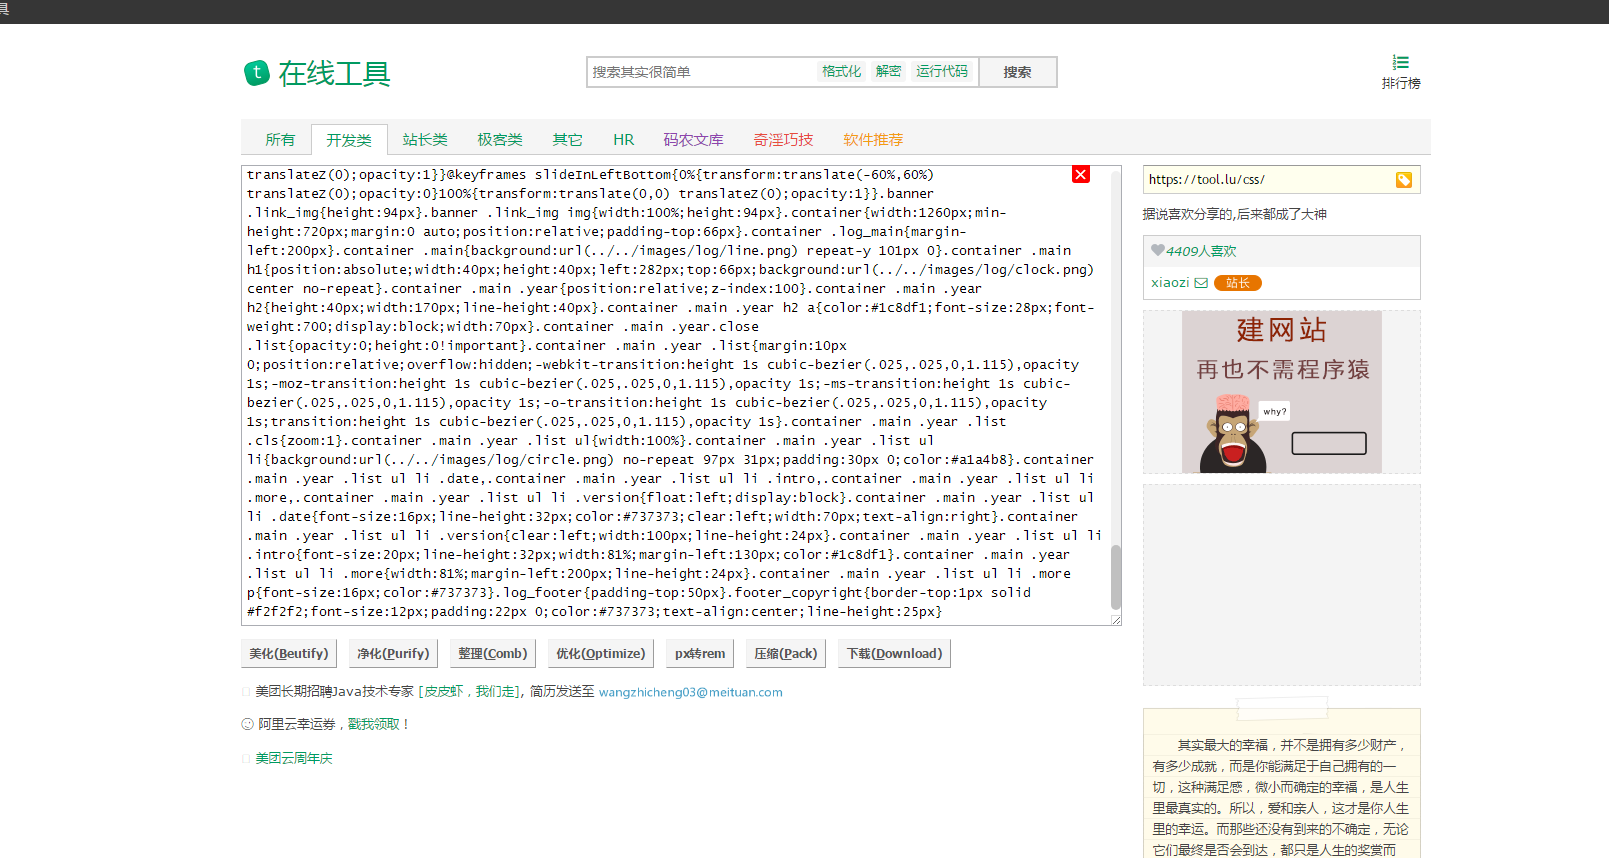 具
t 在线工具
搜索其实很简单 格式化 解密 运行代码 搜索
排行榜
所有 开发类 站长类 极客类 其它 HR 码农文库 奇淫巧技 软件推荐
translateZ(0);opacity:1}}@keyframes slideInLeftBottom{0%{transform:translate(-60%,60%)
translateZ(0);opacity:0}100%{transform:translate(0,0) translateZ(0);opacity:1}}.banner
.link_img{height:94px}.banner .link_img img{width:100%;height:94px}.container{width:1260px;min-
height:720px;margin:0 auto;position:relative;padding-top:66px}.container .log_main{margin-
left:200px}.container .main{background:url(../../images/log/line.png) repeat-y 101px 0}.container .main
h1{position:absolute;width:40px;height:40px;left:282px;top:66px;background:url(../../images/log/clock.png)
center no-repeat}.container .main .year{position:relative;z-index:100}.container .main .year
h2{height:40px;width:170px;line-height:40px}.container .main .year h2 a{color:#1c8df1;font-size:28px;font-
weight:700;display:block;width:70px}.container .main .year.close
.list{opacity:0;height:0!important}.container .main .year .list{margin:10px
0;position:relative;overflow:hidden;-webkit-transition:height 1s cubic-bezier(.025,.025,0,1.115),opacity
1s;-moz-transition:height 1s cubic-bezier(.025,.025,0,1.115),opacity 1s;-ms-transition:height 1s cubic-
bezier(.025,.025,0,1.115),opacity 1s;-o-transition:height 1s cubic-bezier(.025,.025,0,1.115),opacity
1s;transition:height 1s cubic-bezier(.025,.025,0,1.115),opacity 1s}.container .main .year .list
.cls{zoom:1}.container .main .year .list ul{width:100%}.container .main .year .list ul
li{background:url(../../images/log/circle.png) no-repeat 97px 31px;padding:30px 0;color:#a1a4b8}.container
.main .year .list ul li .date,.container .main .year .list ul li .intro,.container .main .year .list ul li
.more,.container .main .year .list ul li .version{float:left;display:block}.container .main .year .list ul
li .date{font-size:16px;line-height:32px;color:#737373;clear:left;width:70px;text-align:right}.container
.main .year .list ul li .version{clear:left;width:100px;line-height:24px}.container .main .year .list ul li
.intro{font-size:20px;line-height:32px;width:81%;margin-left:130px;color:#1c8df1}.container .main .year
.list ul li .more{width:81%;margin-left:200px;line-height:24px}.container .main .year .list ul li .more
p{font-size:16px;color:#737373}.log_footer{padding-top:50px}.footer_copyright{border-top:1px solid
#f2f2f2;font-size:12px;padding:22px 0;color:#737373;text-align:center;line-height:25px}
美化(Beutify) 净化(Purify) 整理(Comb) 优化(Optimize) px转rem 压缩(Pack) 下载(Download)
美团长期招聘Java技术专家 [皮皮虾，我们走], 简历发送至 wangzhicheng03@meituan.com
阿里云幸运券，戳我领取！
美团云周年庆
https://tool.lu/css/
据说喜欢分享的,后来都成了大神
4409人喜欢
xiaozi 站长
建网站
再也不需程序猿
why?
其实最大的幸福，并不是拥有多少财产，
有多少成就，而是你能满足于自己拥有的一
切，这种满足感，微小而确定的幸福，是人生
里最真实的。所以，爱和亲人，这才是你人生
里的幸运。而那些还没有到来的不确定，无论
它们最终是否会到达，都只是人生的奖赏而